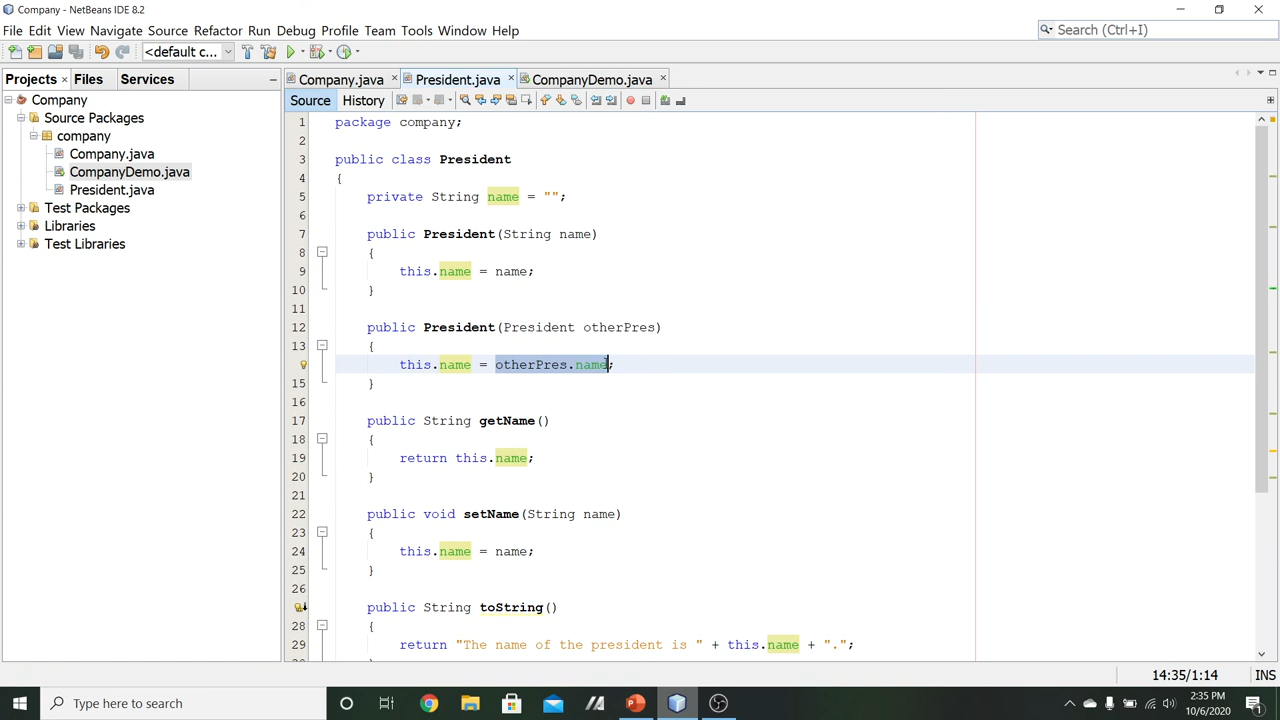 Company - NetBeans IDE 8.2
File Edit View Navigate Source Refactor Run Debug Profile Team Tools Window Help
Search (Ctrl+I)
<default c...
Projects Files Services
Company
Source Packages
company
Company.java
CompanyDemo.java
President.java
Test Packages
Libraries
Test Libraries
Company.java President.java CompanyDemo.java
Source History
1 package company;
2
3 public class President
4 {
5 private String name = "";
6
7 public President(String name)
8 {
9 this.name = name;
10 }
11
12 public President(President otherPres)
13 {
this.name = otherPres.name;
15 }
16
17 public String getName()
18 {
19 return this.name;
20 }
21
22 public void setName(String name)
23 {
24 this.name = name;
25 }
26
public String toString()
28 {
29 return "The name of the president is " + this.name + ".";
14:35/1:14 INS
Type here to search
2:35 PM
10/6/2020
1